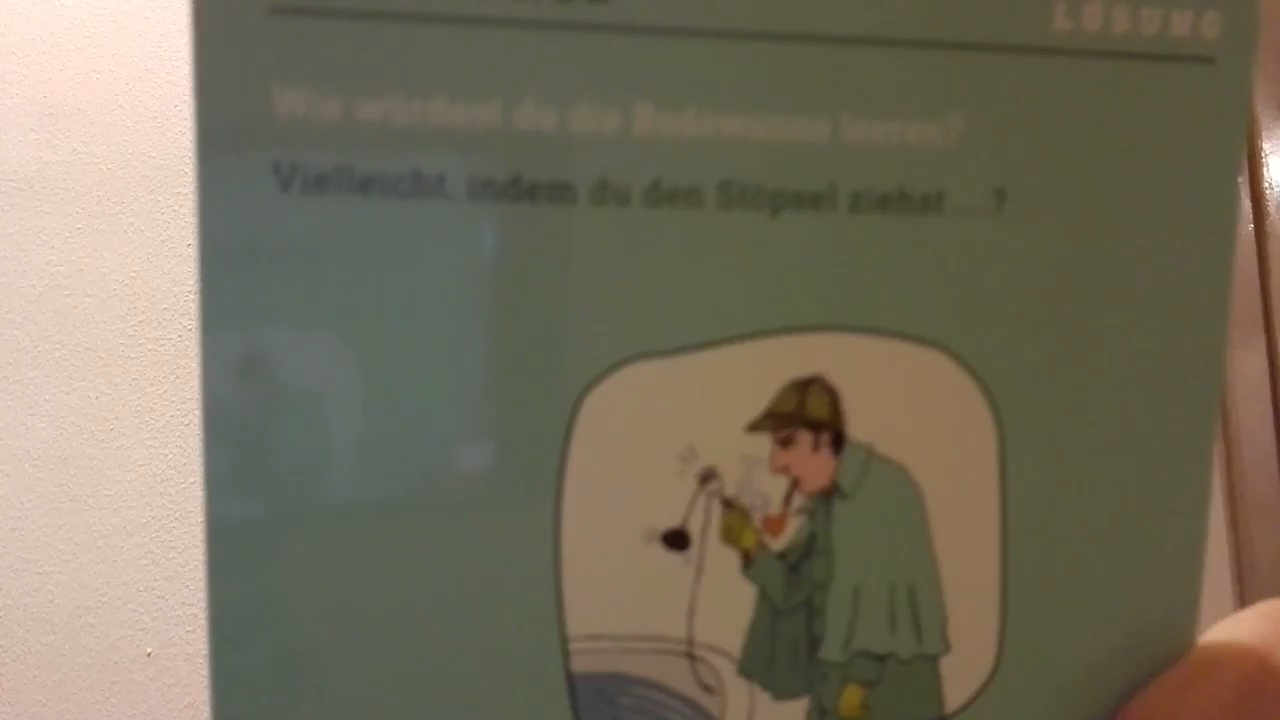 LÖSUNG
Wie würdest du die Badewanne leeren?
Vielleicht, indem du den Stöpsel ziehst ...?